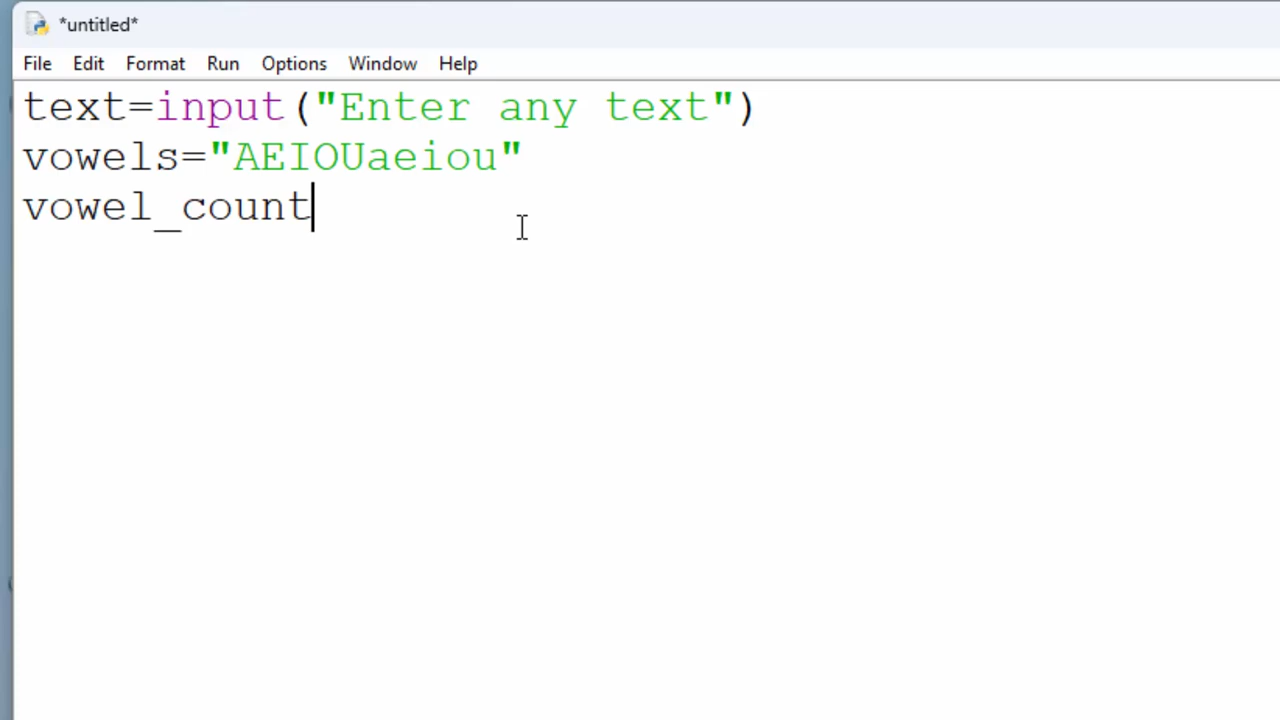 *untitled*
File Edit Format Run Options Window Help
text=input("Enter any text")
vowels="AEIOUaeiou"
vowel_count